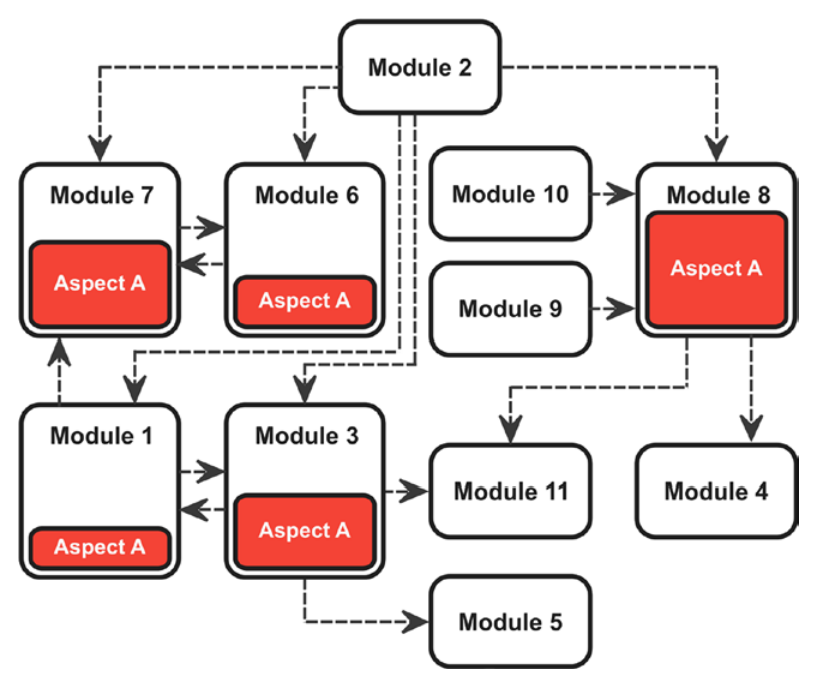 Module 2
Module 7
Aspect A
Module 6
Aspect A
Module 10
Module 9
Module 8
Aspect A
Module 1
Aspect A
Module 3
Aspect A
Module 11
Module 4
Module 5